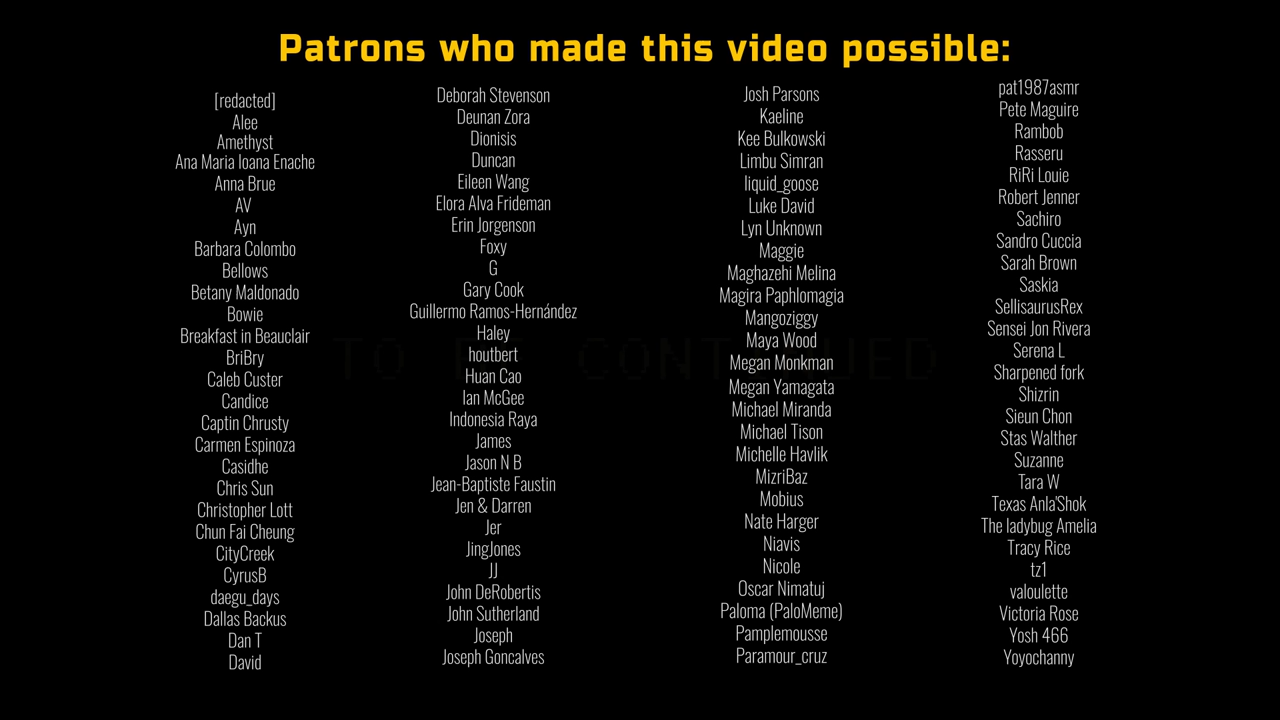 Patrons who made this video possible:
[redacted]
Alee
Amethyst
Ana Maria Ioana Enache
Anna Brue
AV
Ayn
Barbara Colombo
Bellows
Betany Maldonado
Bowie
Breakfast in Beauclair
BriBry
Caleb Custer
Candice
Captin Chrusty
Carmen Espinoza
Casidhe
Chris Sun
Christopher Lott
Chun Fai Cheung
CityCreek
CyrusB
daegu_days
Dallas Backus
Dan T
David
Deborah Stevenson
Deunan Zora
Dionisis
Duncan
Eileen Wang
Elora Alva Frideman
Erin Jorgenson
Foxy
G
Gary Cook
Guillermo Ramos-Hernández
Haley
houtbert
Huan Cao
Ian McGee
Indonesia Raya
James
Jason N B
Jean-Baptiste Faustin
Jen & Darren
Jer
JingJones
JJ
John DeRobertis
John Sutherland
Joseph
Joseph Goncalves
Josh Parsons
Kaeline
Kee Bulkowski
Limbu Simran
liquid_goose
Luke David
Lyn Unknown
Maggie
Maghazehi Melina
Magira Paphlomagia
Mangoziggy
Maya Wood
Megan Monkman
Megan Yamagata
Michael Miranda
Michael Tison
Michelle Havlik
MizriBaz
Mobius
Nate Harger
Niavis
Nicole
Oscar Nimatuj
Paloma (PaloMeme)
Pamplemousse
Paramour_cruz
pat1987asmr
Pete Maguire
Rambob
Rasseru
RiRi Louie
Robert Jenner
Sachiro
Sandro Cuccia
Sarah Brown
Saskia
SellisaurusRex
Sensei Jon Rivera
Serena L
Sharpened fork
Shizrin
Sieun Chon
Stas Walther
Suzanne
Tara W
Texas Anla'Shok
The ladybug Amelia
Tracy Rice
tz1
valoulette
Victoria Rose
Yosh 466
Yoyochanny
TO BE CONTINUED